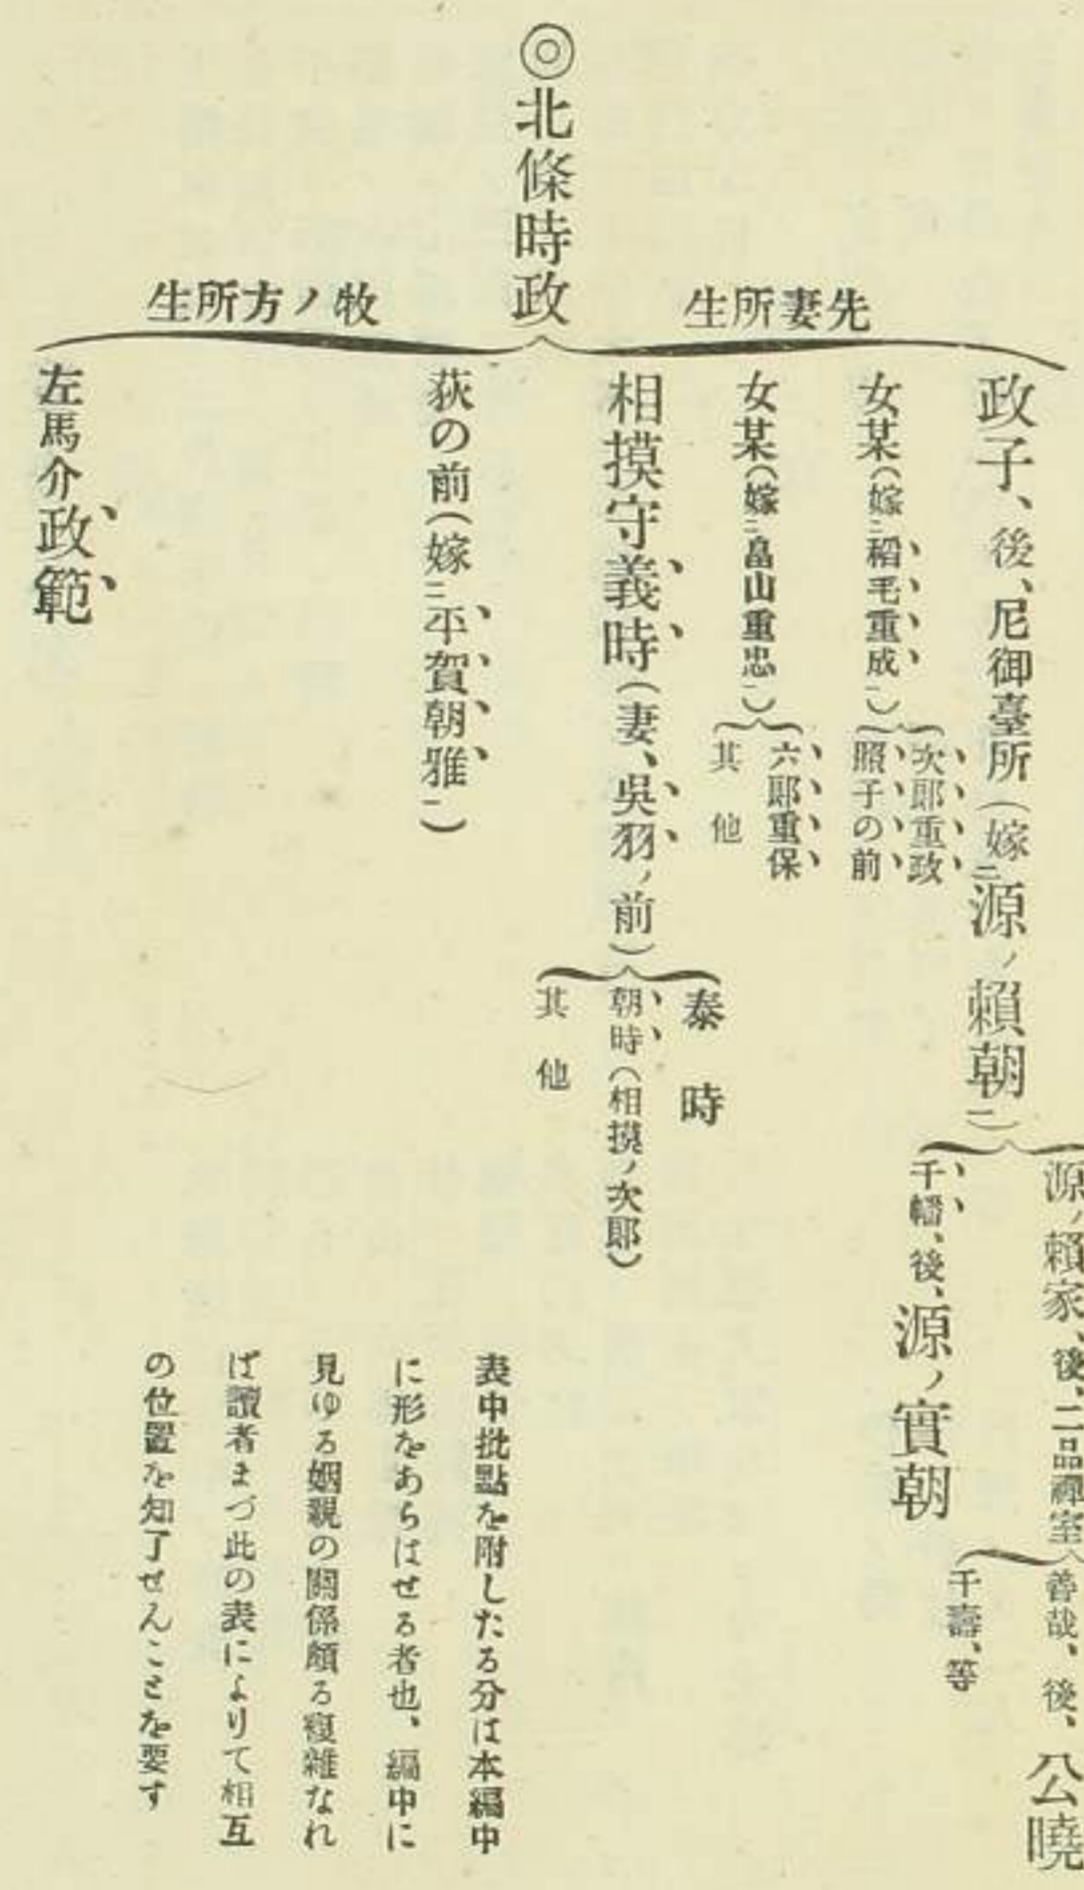 ◎北條時政
先妻所生
牧ノ方所生
政子、後、尼御臺所(嫁二源ノ賴朝一)
源ノ賴家、後、二品禪室
善哉、後、公曉
千壽、等
千幡、後、源ノ實朝
女某(嫁二稻毛重成一)
次郎重政
照子の前
女某(嫁二畠山重忠一)
六郎重保
其他
相摸守義時(妻、吳羽ノ前)
泰時
朝時(相摸ノ次郎)
其他
荻の前(嫁二平賀朝雅一)
左馬介政範
表中批點を附したる分は本編中
に形をあらはせる者也、編中に
見ゆる姻親の關係頗る複雜なれ
ば讀者まづ此の表によりて相互
の位置を知了せんことを要す